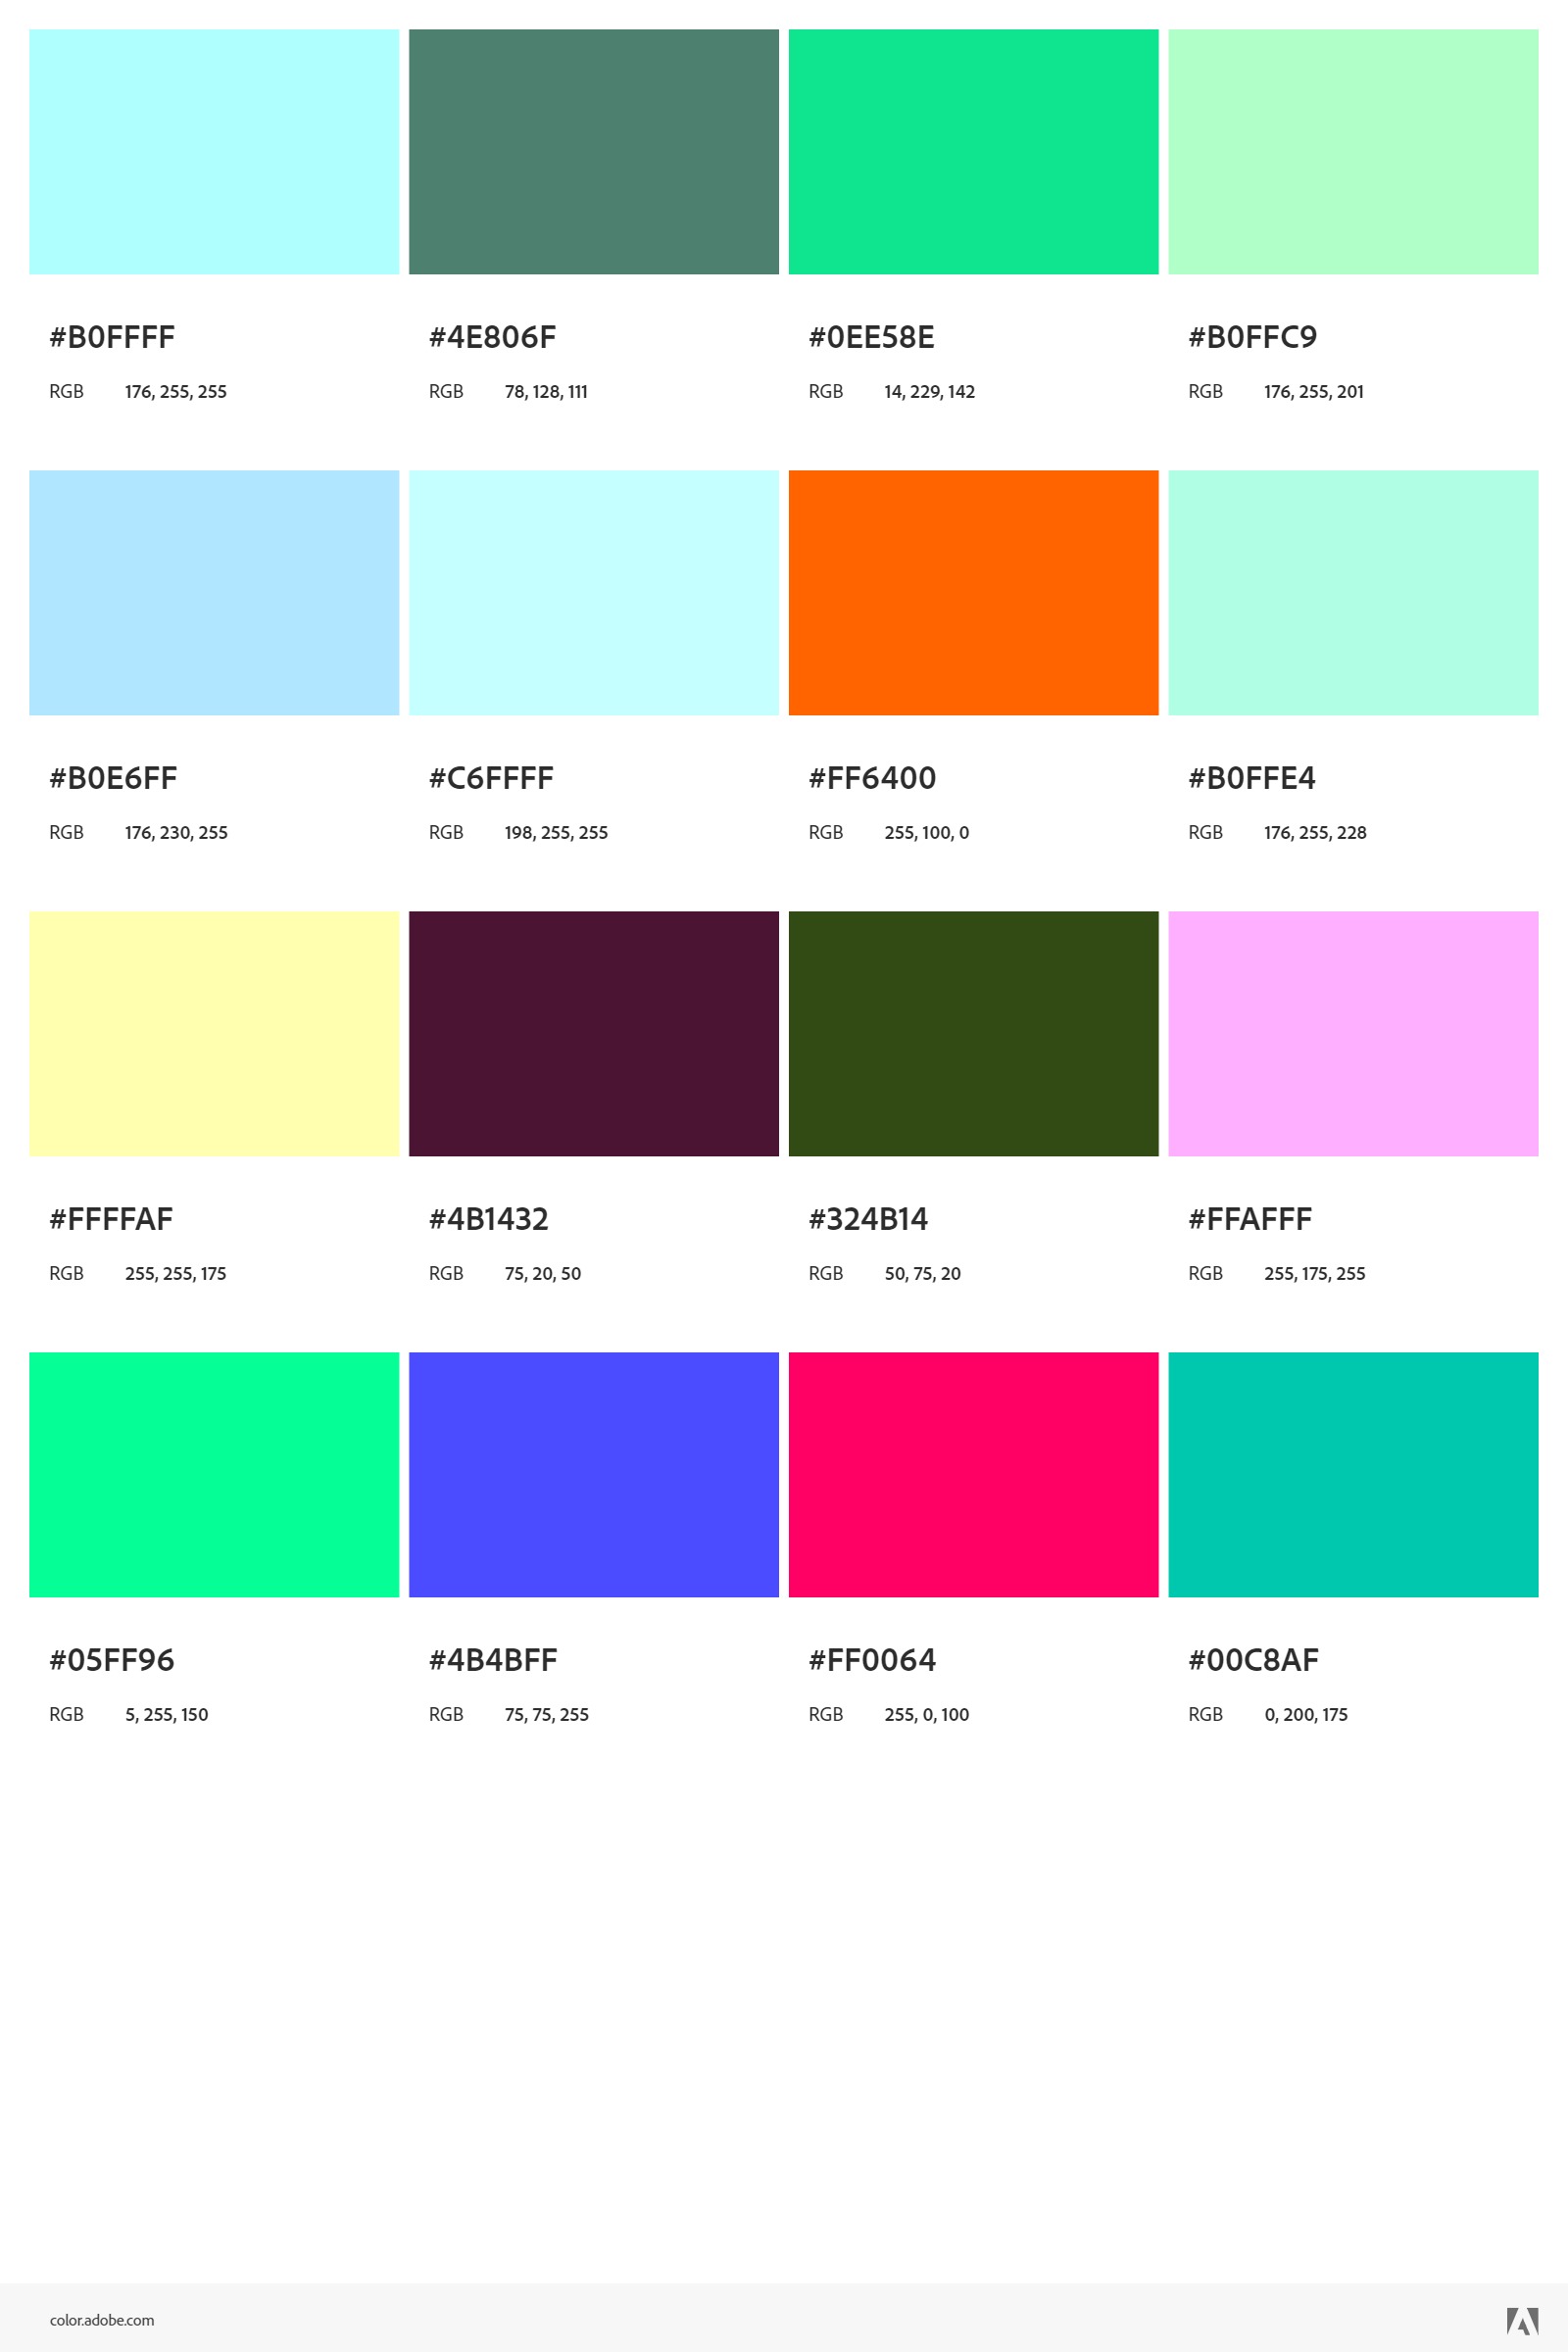 #B0FFFF #4E806F #0EE58E #B0FFC9
RGB 176, 255, 255 RGB 78, 128, 111 RGB 14, 229, 142 RGB 176, 255, 201
#B0E6FF #C6FFFF #FF6400 #B0FFE4
RGB 176, 230, 255 RGB 198, 255, 255 RGB 255, 100, 0 RGB 176, 255, 228
#FFFFAF #4B1432 #324B14 #FFAFFF
RGB 255, 255, 175 RGB 75, 20, 50 RGB 50, 75, 20 RGB 255, 175, 255
#05FF96 #4B4BFF #FF0064 #00C8AF
RGB 5, 255, 150 RGB 75, 75, 255 RGB 255, 0, 100 RGB 0, 200, 175
color.adobe.com